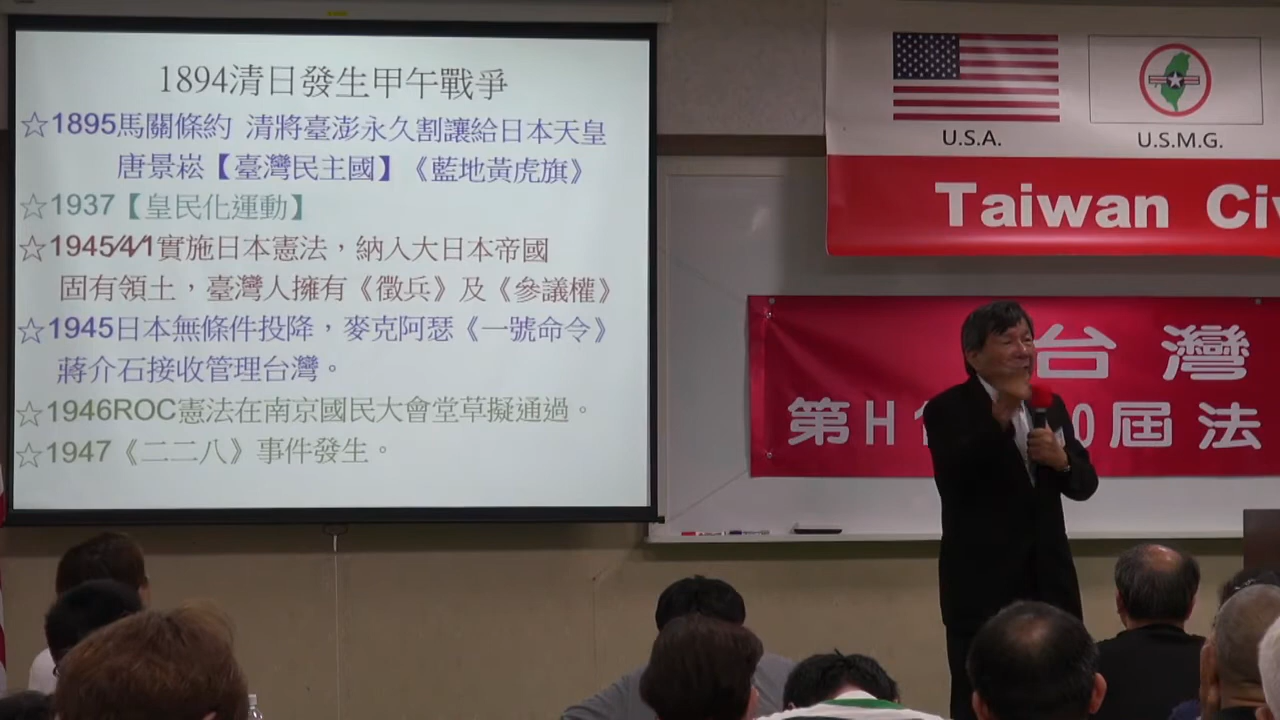 1894清日發生甲午戰爭
☆1895馬關條約 清將臺澎永久割讓給日本天皇
唐景崧【臺灣民主國】《藍地黃虎旗》
☆1937【皇民化運動】
☆1945/4/1實施日本憲法，納入大日本帝國
固有領土，臺灣人擁有《徵兵》及《參議權》
☆1945日本無條件投降，麥克阿瑟《一號命令》
蔣介石接收管理台灣。
☆1946ROC憲法在南京國民大會堂草擬通過。
☆1947《二二八》事件發生。
U.S.A.
U.S.M.G.
Taiwan Civ
台灣
第H1 0屆法